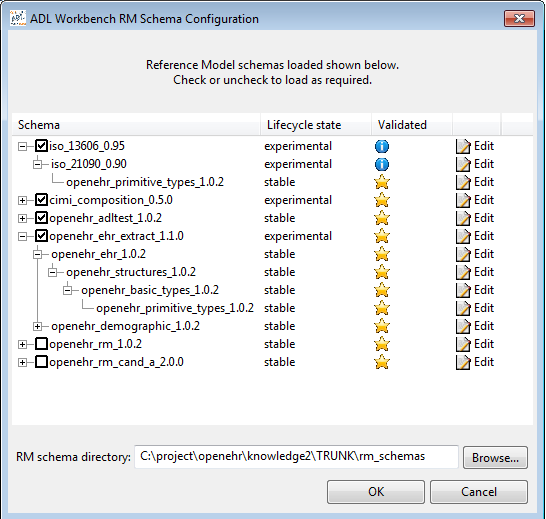 ADL Workbench RM Schema Configuration
Reference Model schemas loaded shown below.
Check or uncheck to load as required.
Schema Lifecycle state Validated
iso_13606_0.95 experimental Edit
iso_21090_0.90 experimental Edit
openehr_primitive_types_1.0.2 stable Edit
cimi_composition_0.5.0 experimental Edit
openehr_adltest_1.0.2 stable Edit
openehr_ehr_extract_1.1.0 experimental Edit
openehr_ehr_1.0.2 stable Edit
openehr_structures_1.0.2 stable Edit
openehr_basic_types_1.0.2 stable Edit
openehr_primitive_types_1.0.2 stable Edit
openehr_demographic_1.0.2 stable Edit
openehr_rm_1.0.2 stable Edit
openehr_rm_cand_a_2.0.0 stable Edit
RM schema directory: C:\project\openehr\knowledge2\TRUNK\rm_schemas Browse...
OK Cancel